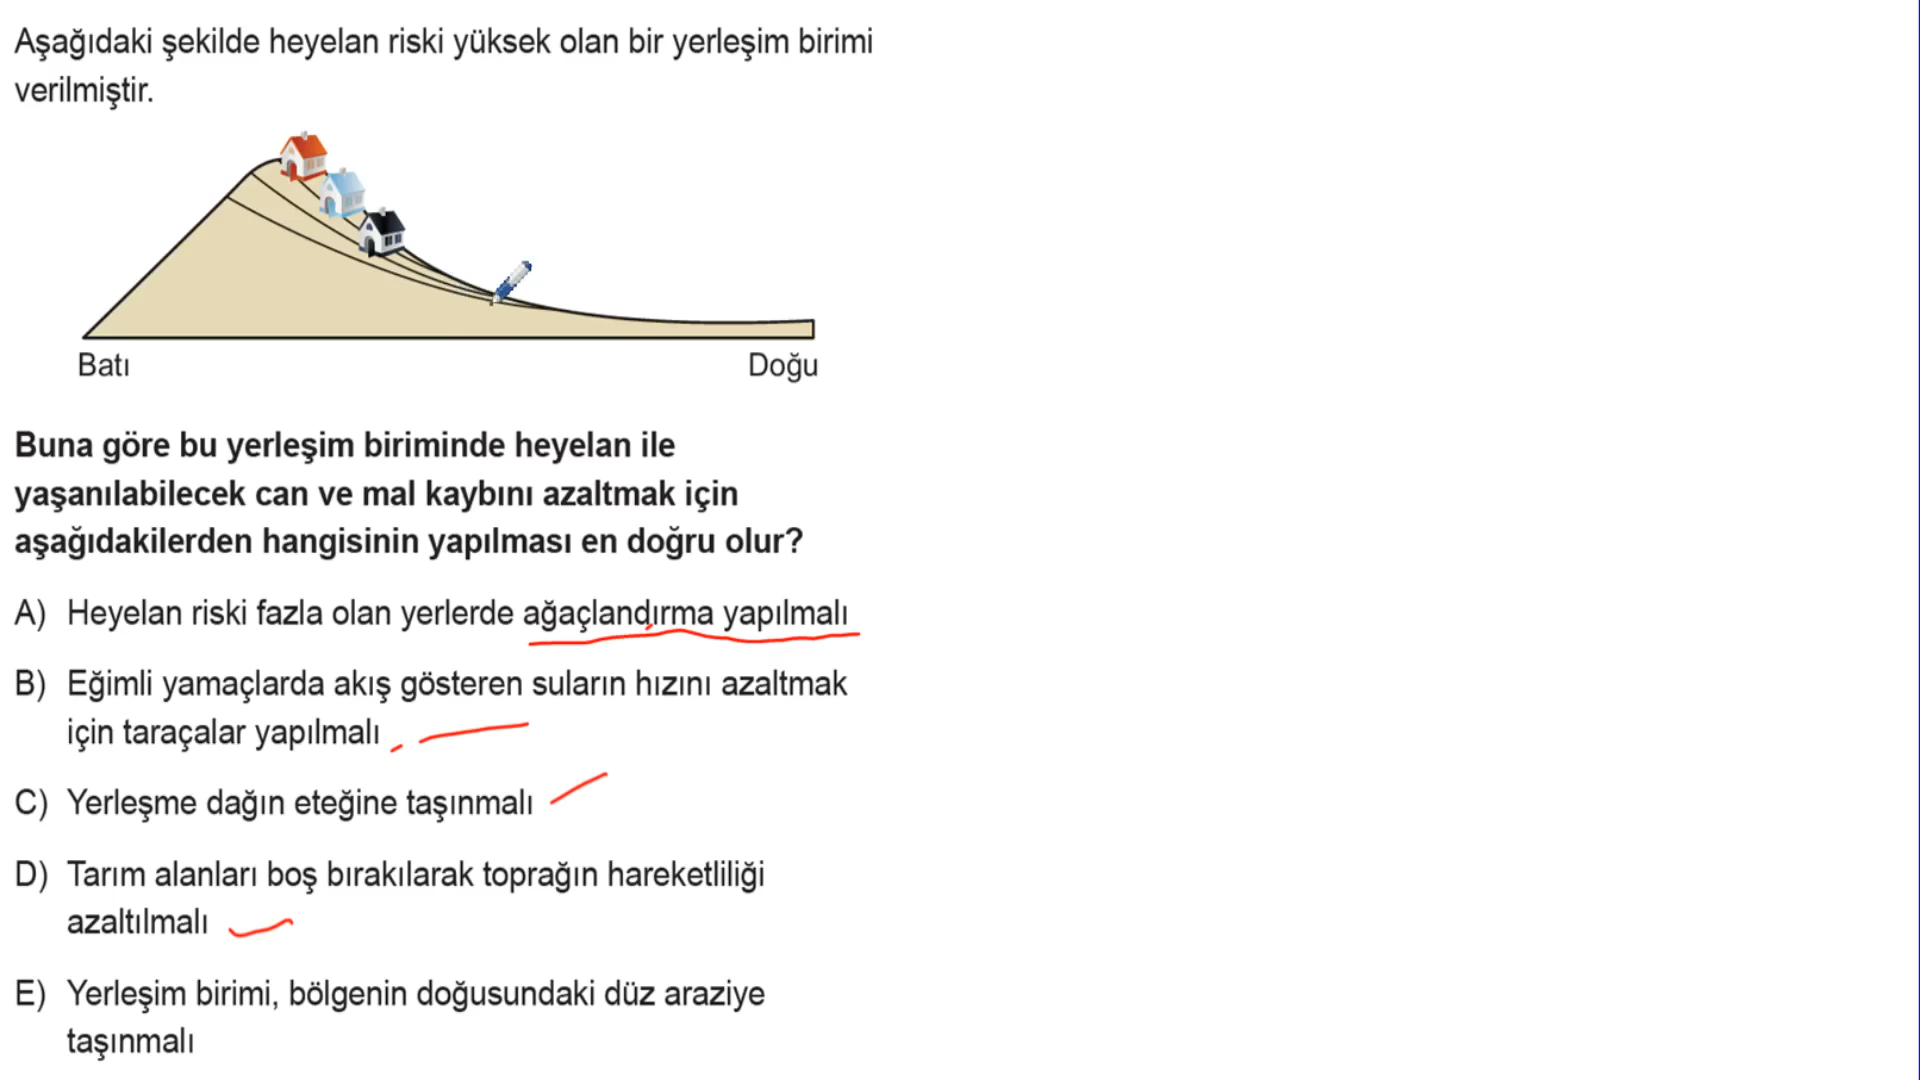 Aşağıdaki şekilde heyelan riski yüksek olan bir yerleşim birimi
verilmiştir.
Batı
Doğu
Buna göre bu yerleşim biriminde heyelan ile
yaşanılabilecek can ve mal kaybını azaltmak için
aşağıdakilerden hangisinin yapılması en doğru olur?
A) Heyelan riski fazla olan yerlerde ağaçlandırma yapılmalı
B) Eğimli yamaçlarda akış gösteren suların hızını azaltmak
için taraçalar yapılmalı
C) Yerleşme dağın eteğine taşınmalı
D) Tarım alanları boş bırakılarak toprağın hareketliliği
azaltılmalı
E) Yerleşim birimi, bölgenin doğusundaki düz araziye
taşınmalı